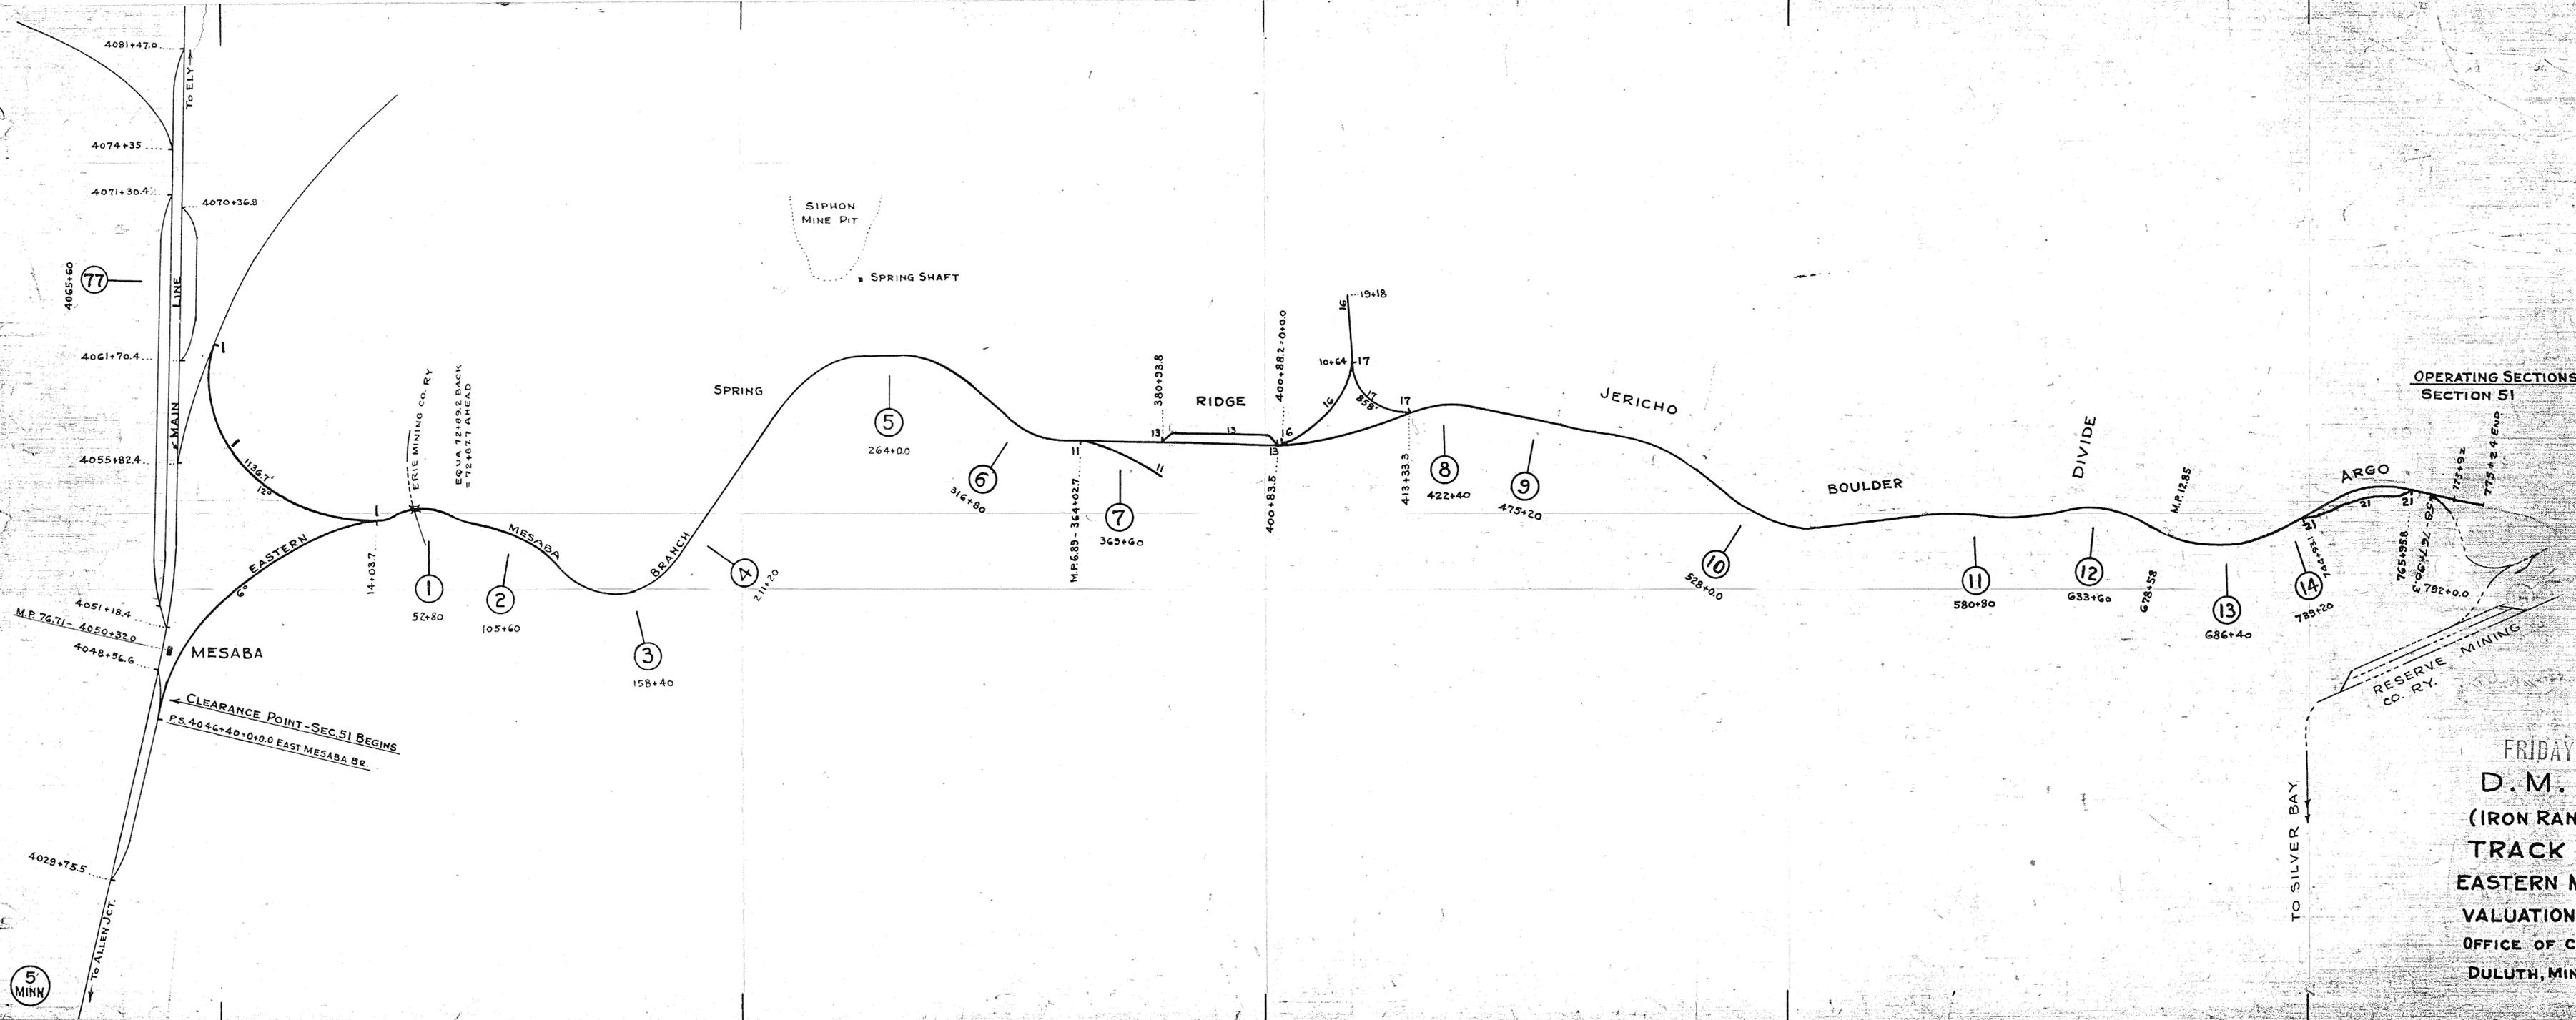 4081+47.0
TO ELY
4074+35
4071+30.4
4070+36.8
77
4065+60
MAIN LINE
4061+70.4
4055+82.4
4051+18.4
M.P. 76.71 - 4050+32.0
4048+56.6
MESABA
CLEARANCE POINT-SEC.51 BEGINS
P.S. 4046+40=0+0.0 EAST MESABA BR.
4029+75.5
TO ALLEN JCT.
5
MINN
1
1
1136.7'
12°
1
EASTERN
6°
14+03.7
ERIE MINING CO. RY
EQUA 72+89.2 BACK
= 72+87.7 AHEAD
1
52+80
MESABA
2
105+60
3
158+40
BRANCH
4
211+20
SPRING
SIPHON
MINE PIT
SPRING SHAFT
5
264+0.0
6
316+80
11
M.P.6.89 - 364+02.7
11
7
369+60
380+93.8
13
RIDGE
13
13
400+83.5
400+88.2=0+0.0
16
16
16
19+18
10+64
17
17
858'
17
413+33.3
8
422+40
9
475+20
JERICHO
10
528+0.0
BOULDER
11
580+80
DIVIDE
12
633+60
678+58
M.P. 12.85
13
686+40
14
739+20
21
ARGO
21
21
765+95.8
773+92
775+2.4 END
792+0.0
OPERATING SECTIONS
SECTION 51
RESERVE MINING
CO. RY.
TO SILVER BAY
FRIDAY
D.M.
(IRON RAN
TRACK
EASTERN M
VALUATION
OFFICE OF C
DULUTH, MIN